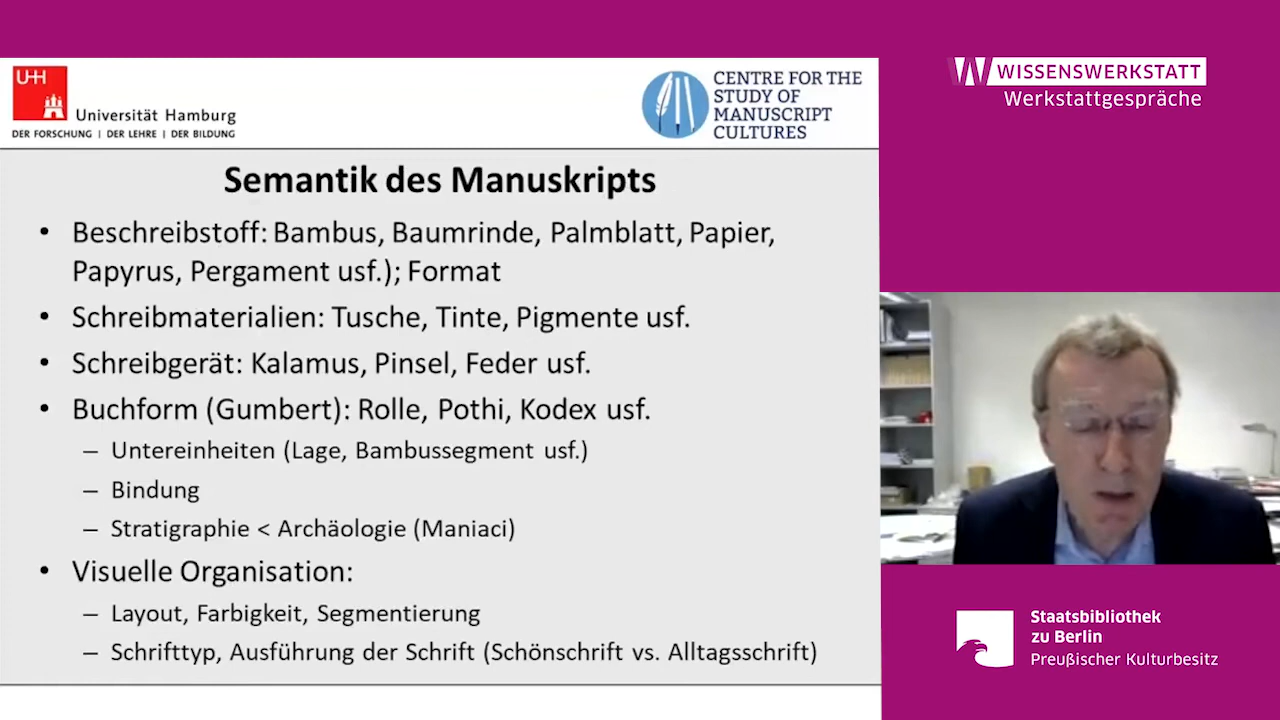 UHH
Universität Hamburg
DER FORSCHUNG | DER LEHRE | DER BILDUNG
CENTRE FOR THE
STUDY OF
MANUSCRIPT
CULTURES
Semantik des Manuskripts
• Beschreibstoff: Bambus, Baumrinde, Palmblatt, Papier,
Papyrus, Pergament usf.); Format
• Schreibmaterialien: Tusche, Tinte, Pigmente usf.
• Schreibgerät: Kalamus, Pinsel, Feder usf.
• Buchform (Gumbert): Rolle, Pothi, Kodex usf.
– Untereinheiten (Lage, Bambussegment usf.)
– Bindung
– Stratigraphie < Archäologie (Maniaci)
• Visuelle Organisation:
– Layout, Farbigkeit, Segmentierung
– Schrifttyp, Ausführung der Schrift (Schönschrift vs. Alltagsschrift)
W WISSENSWERKSTATT
Werkstattgespräche
Staatsbibliothek
zu Berlin
Preußischer Kulturbesitz